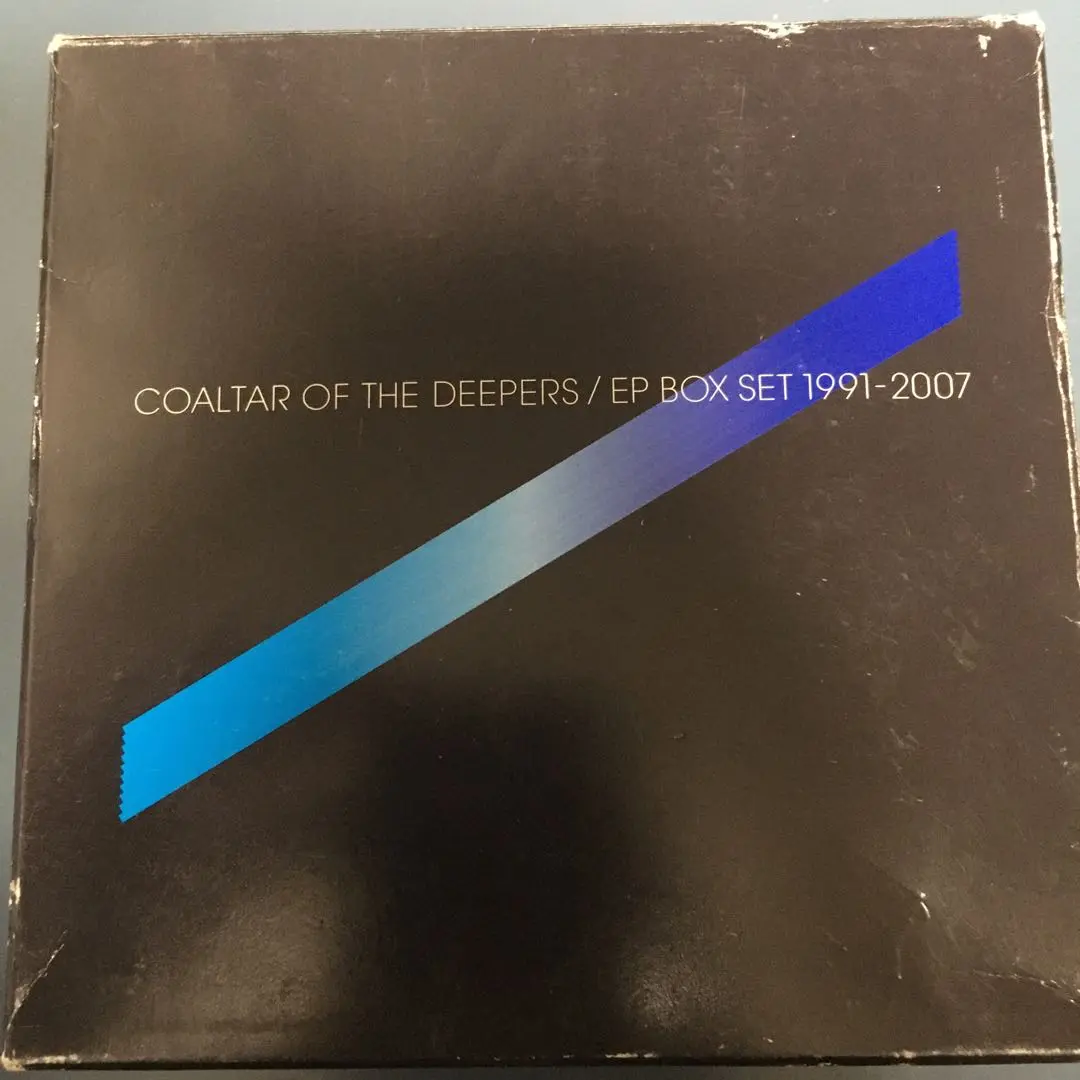 COALTAR OF THE DEEPERS / EP BOX SET 1991-2007